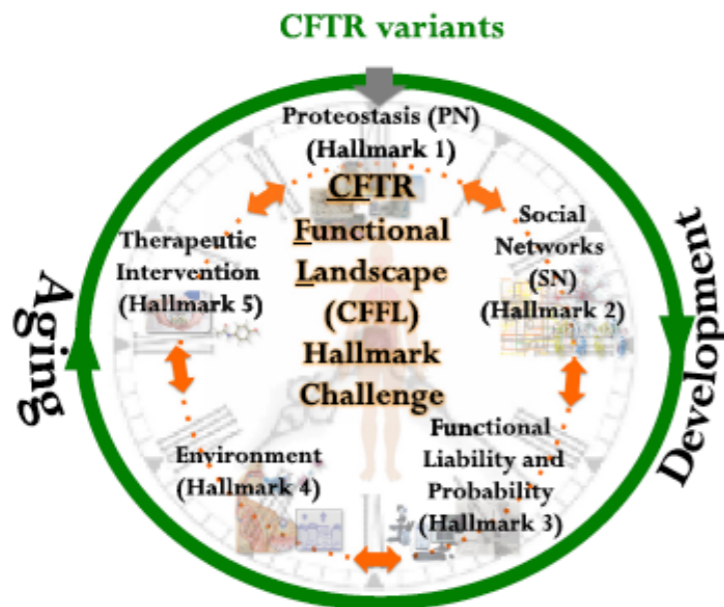 CFTR variants
Proteostasis (PN)
(Hallmark 1)
CFTR
Functional
Landscape
(CFFL)
Hallmark
Challenge
Social
Networks
(SN)
(Hallmark 2)
Functional
Liability and
Probability
(Hallmark 3)
Environment
(Hallmark 4)
Therapeutic
Intervention
(Hallmark 5)
Development
Aging